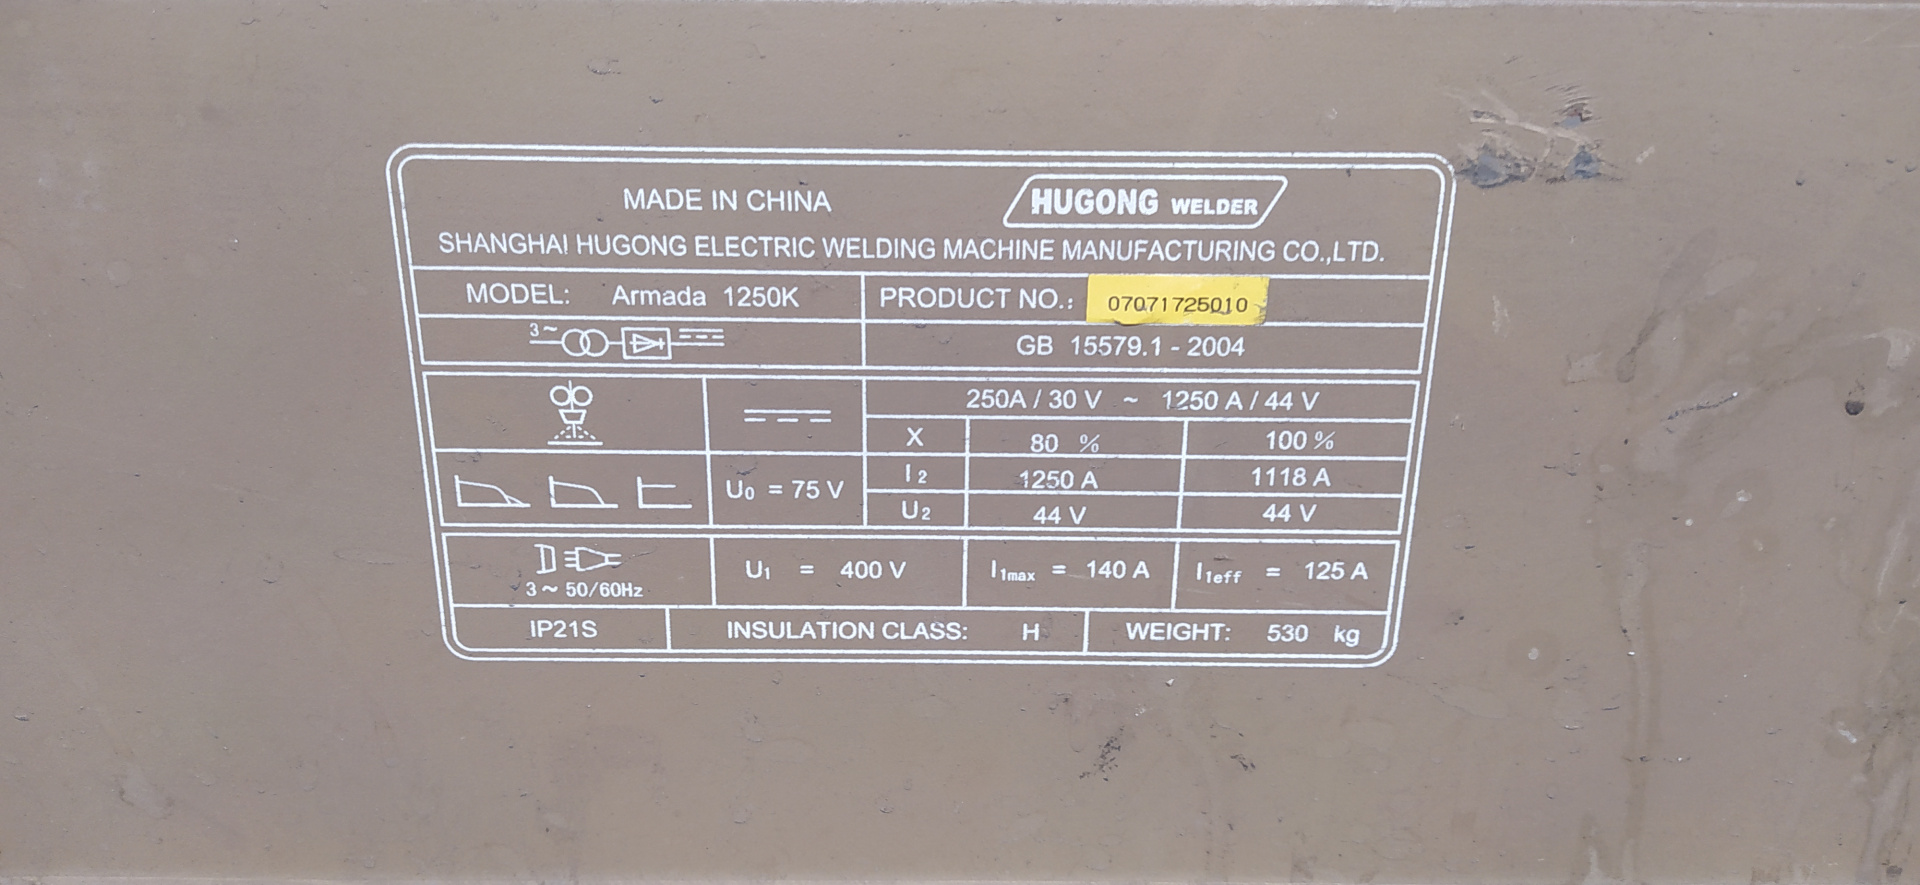 MADE IN CHINA HUGONG WELDER
SHANGHAI HUGONG ELECTRIC WELDING MACHINE MANUFACTURING CO.,LTD.
MODEL: Armada 1250K PRODUCT NO.: 07071725010
3~ GB 15579.1 - 2004
250A / 30 V ~ 1250 A / 44 V
X 80 % 100 %
U0 = 75 V I2 1250 A 1118 A
U2 44 V 44 V
3 ~ 50/60Hz U1 = 400 V I1max = 140 A I1eff = 125 A
IP21S INSULATION CLASS: H WEIGHT: 530 kg